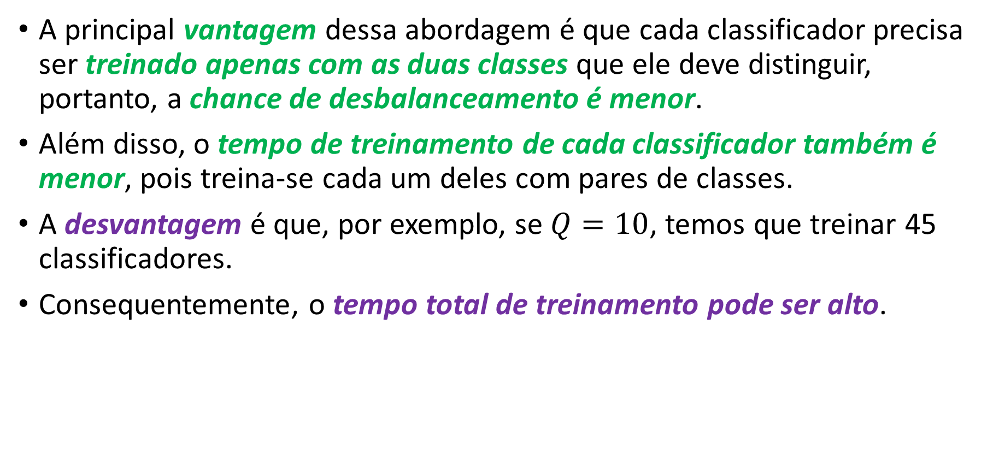 • A principal vantagem dessa abordagem é que cada classificador precisa
ser treinado apenas com as duas classes que ele deve distinguir,
portanto, a chance de desbalanceamento é menor.
• Além disso, o tempo de treinamento de cada classificador também é
menor, pois treina-se cada um deles com pares de classes.
• A desvantagem é que, por exemplo, se Q = 10, temos que treinar 45
classificadores.
• Consequentemente, o tempo total de treinamento pode ser alto.